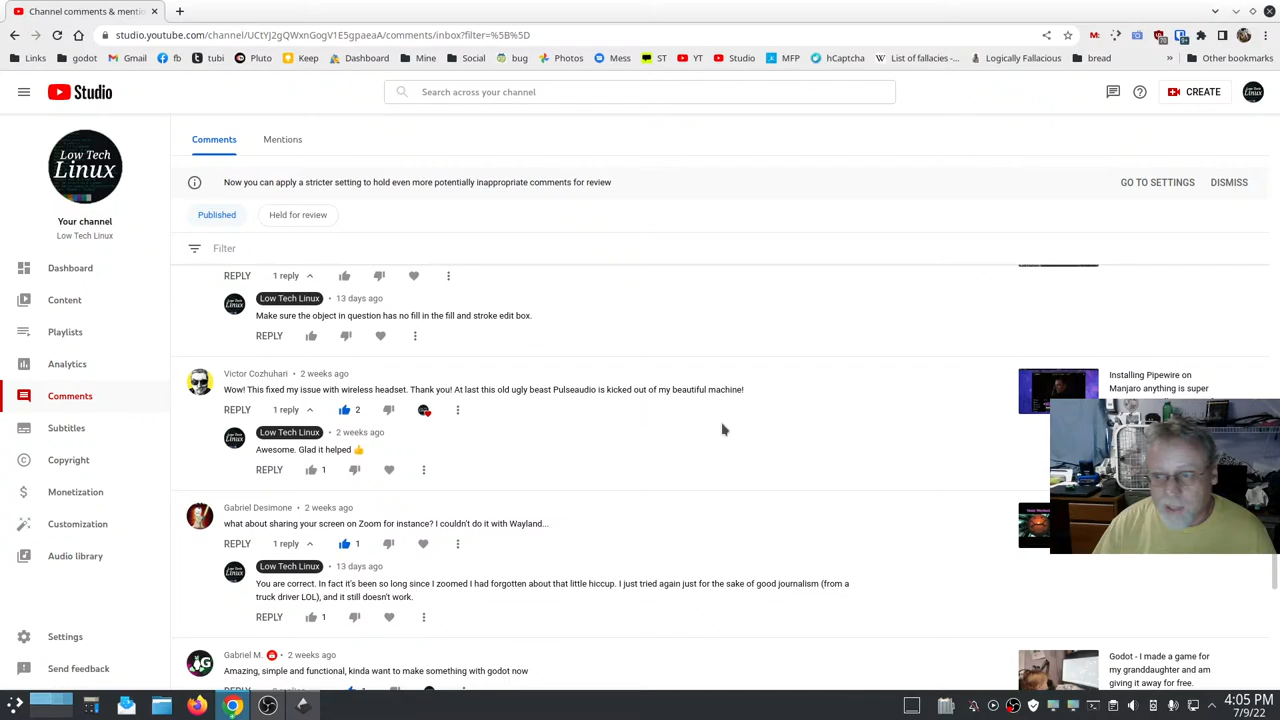 Channel comments & mentio
studio.youtube.com/channel/UCtYJ2gQWxnGogV1E5gpaeaA/comments/inbox?filter=%5B%5D
Links godot Gmail fb tubi Pluto Keep Dashboard Mine Social bug Photos Mess ST YT Studio MFP hCaptcha List of fallacies -... Logically Fallacious bread » Other bookmarks
Studio
Search across your channel
CREATE
Low Tech
Linux
Your channel
Low Tech Linux
Dashboard
Content
Playlists
Analytics
Comments
Subtitles
Copyright
Monetization
Customization
Audio library
Settings
Send feedback
Comments Mentions
Now you can apply a stricter setting to hold even more potentially inappropriate comments for review
GO TO SETTINGS DISMISS
Published Held for review
Filter
REPLY 1 reply
Low Tech Linux • 13 days ago
Make sure the object in question has no fill in the fill and stroke edit box.
REPLY
Victor Cozhuhari • 2 weeks ago
Wow! This fixed my issue with wireless headset. Thank you! At last this old ugly beast Pulseaudio is kicked out of my beautiful machine!
REPLY 1 reply 2
Installing Pipewire on
Manjaro anything is super
Low Tech Linux • 2 weeks ago
Awesome. Glad it helped 👍
REPLY 1
Gabriel Desimone • 2 weeks ago
what about sharing your screen on Zoom for instance? I couldn't do it with Wayland...
REPLY 1 reply 1
Low Tech Linux • 13 days ago
You are correct. In fact it's been so long since I zoomed I had forgotten about that little hiccup. I just tried again just for the sake of good journalism (from a
truck driver LOL), and it still doesn't work.
REPLY 1
Gabriel M. • 2 weeks ago
Amazing, simple and functional, kinda want to make something with godot now
Godot - I made a game for
my granddaughter and am
giving it away for free.
4:05 PM
7/9/22